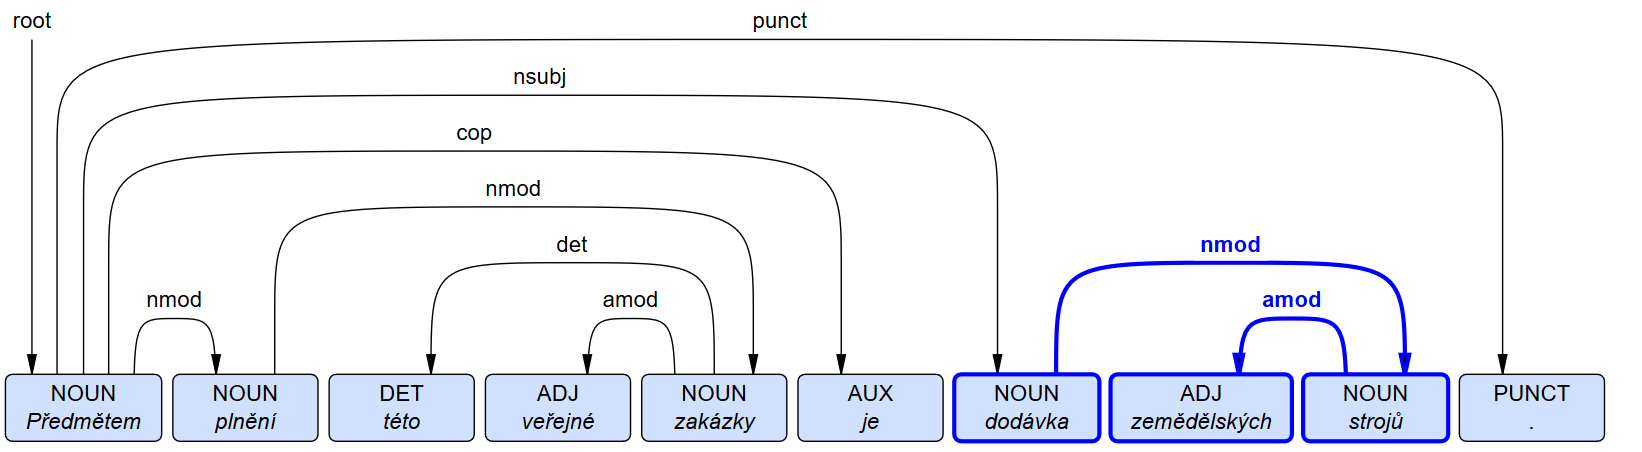 root punct
nsubj
cop
nmod
det nmod
nmod amod amod
NOUN NOUN DET ADJ NOUN AUX NOUN ADJ NOUN PUNCT
Předmětem plnění této veřejné zakázky je dodávka zemědělských strojů .